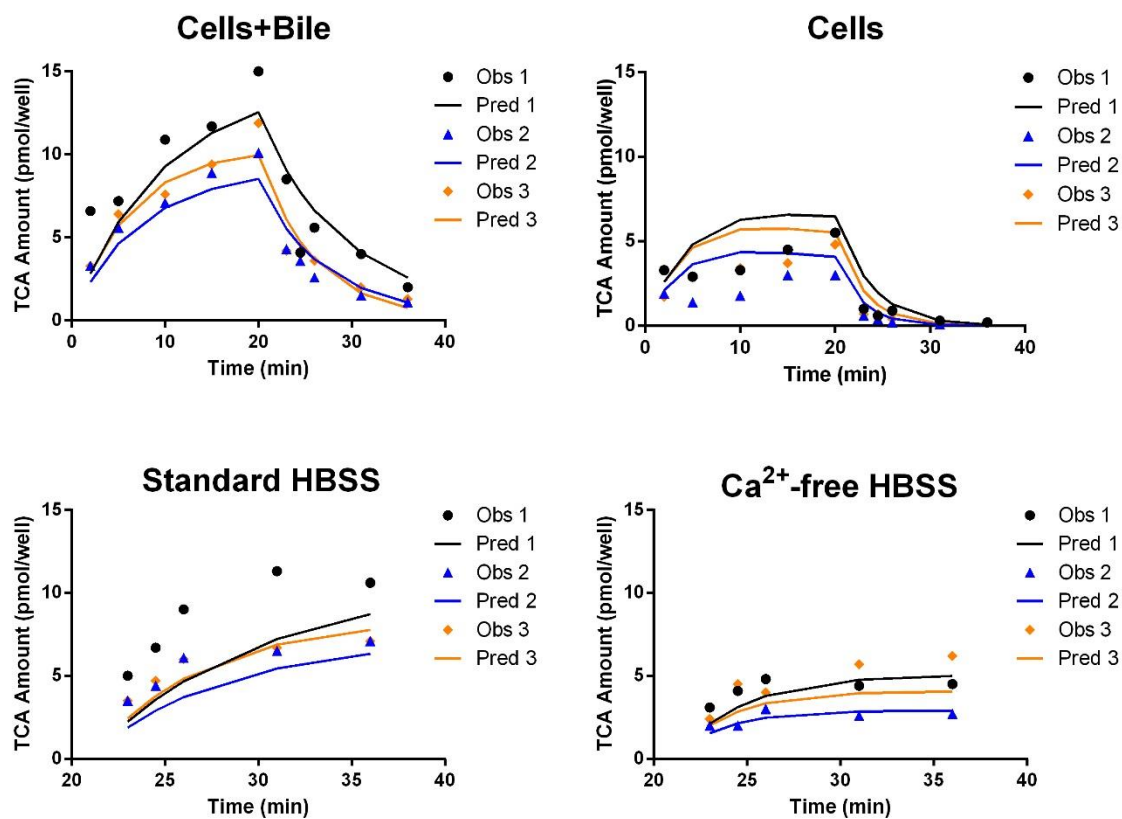 Cells+Bile
TCA Amount (pmol/well)
15
10
5
0
0 10 20 30 40
Time (min)
Obs 1
Pred 1
Obs 2
Pred 2
Obs 3
Pred 3
Cells
TCA Amount (pmol/well)
15
10
5
0
0 10 20 30 40
Time (min)
Obs 1
Pred 1
Obs 2
Pred 2
Obs 3
Pred 3
Standard HBSS
TCA Amount (pmol/well)
15
10
5
0
20 25 30 35 40
Time (min)
Obs 1
Pred 1
Obs 2
Pred 2
Obs 3
Pred 3
Ca²⁺-free HBSS
TCA Amount (pmol/well)
15
10
5
0
20 25 30 35 40
Time (min)
Obs 1
Pred 1
Obs 2
Pred 2
Obs 3
Pred 3